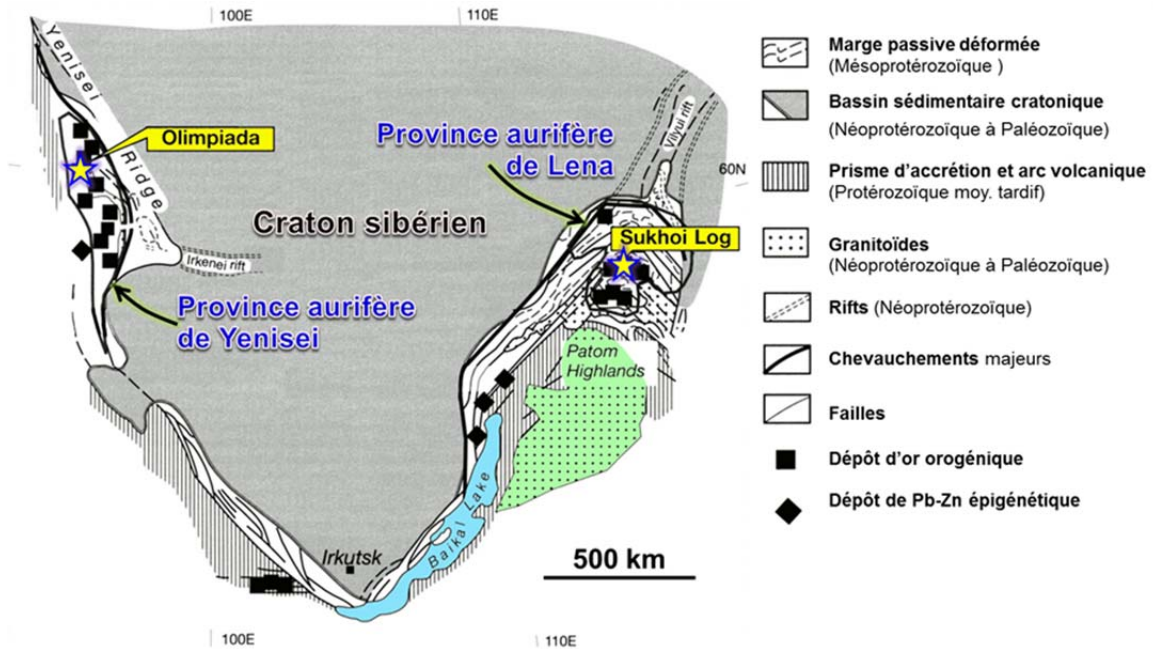 100E
110E
Yenisei
Ridge
Olimpiada
Province aurifère
de Lena
Vilyui rift
60N
Craton sibérien
Sukhoi Log
Irkenei rift
Province aurifère
de Yenisei
Patom
Highlands
Baikal Lake
Irkutsk
500 km
100E
110E
Marge passive déformée
(Mésoprotérozoïque )
Bassin sédimentaire cratonique
(Néoprotérozoïque à Paléozoïque)
Prisme d'accrétion et arc volcanique
(Protérozoïque moy. tardif)
Granitoïdes
(Néoprotérozoïque à Paléozoïque)
Rifts (Néoprotérozoïque)
Chevauchements majeurs
Failles
Dépôt d'or orogénique
Dépôt de Pb-Zn épigénétique